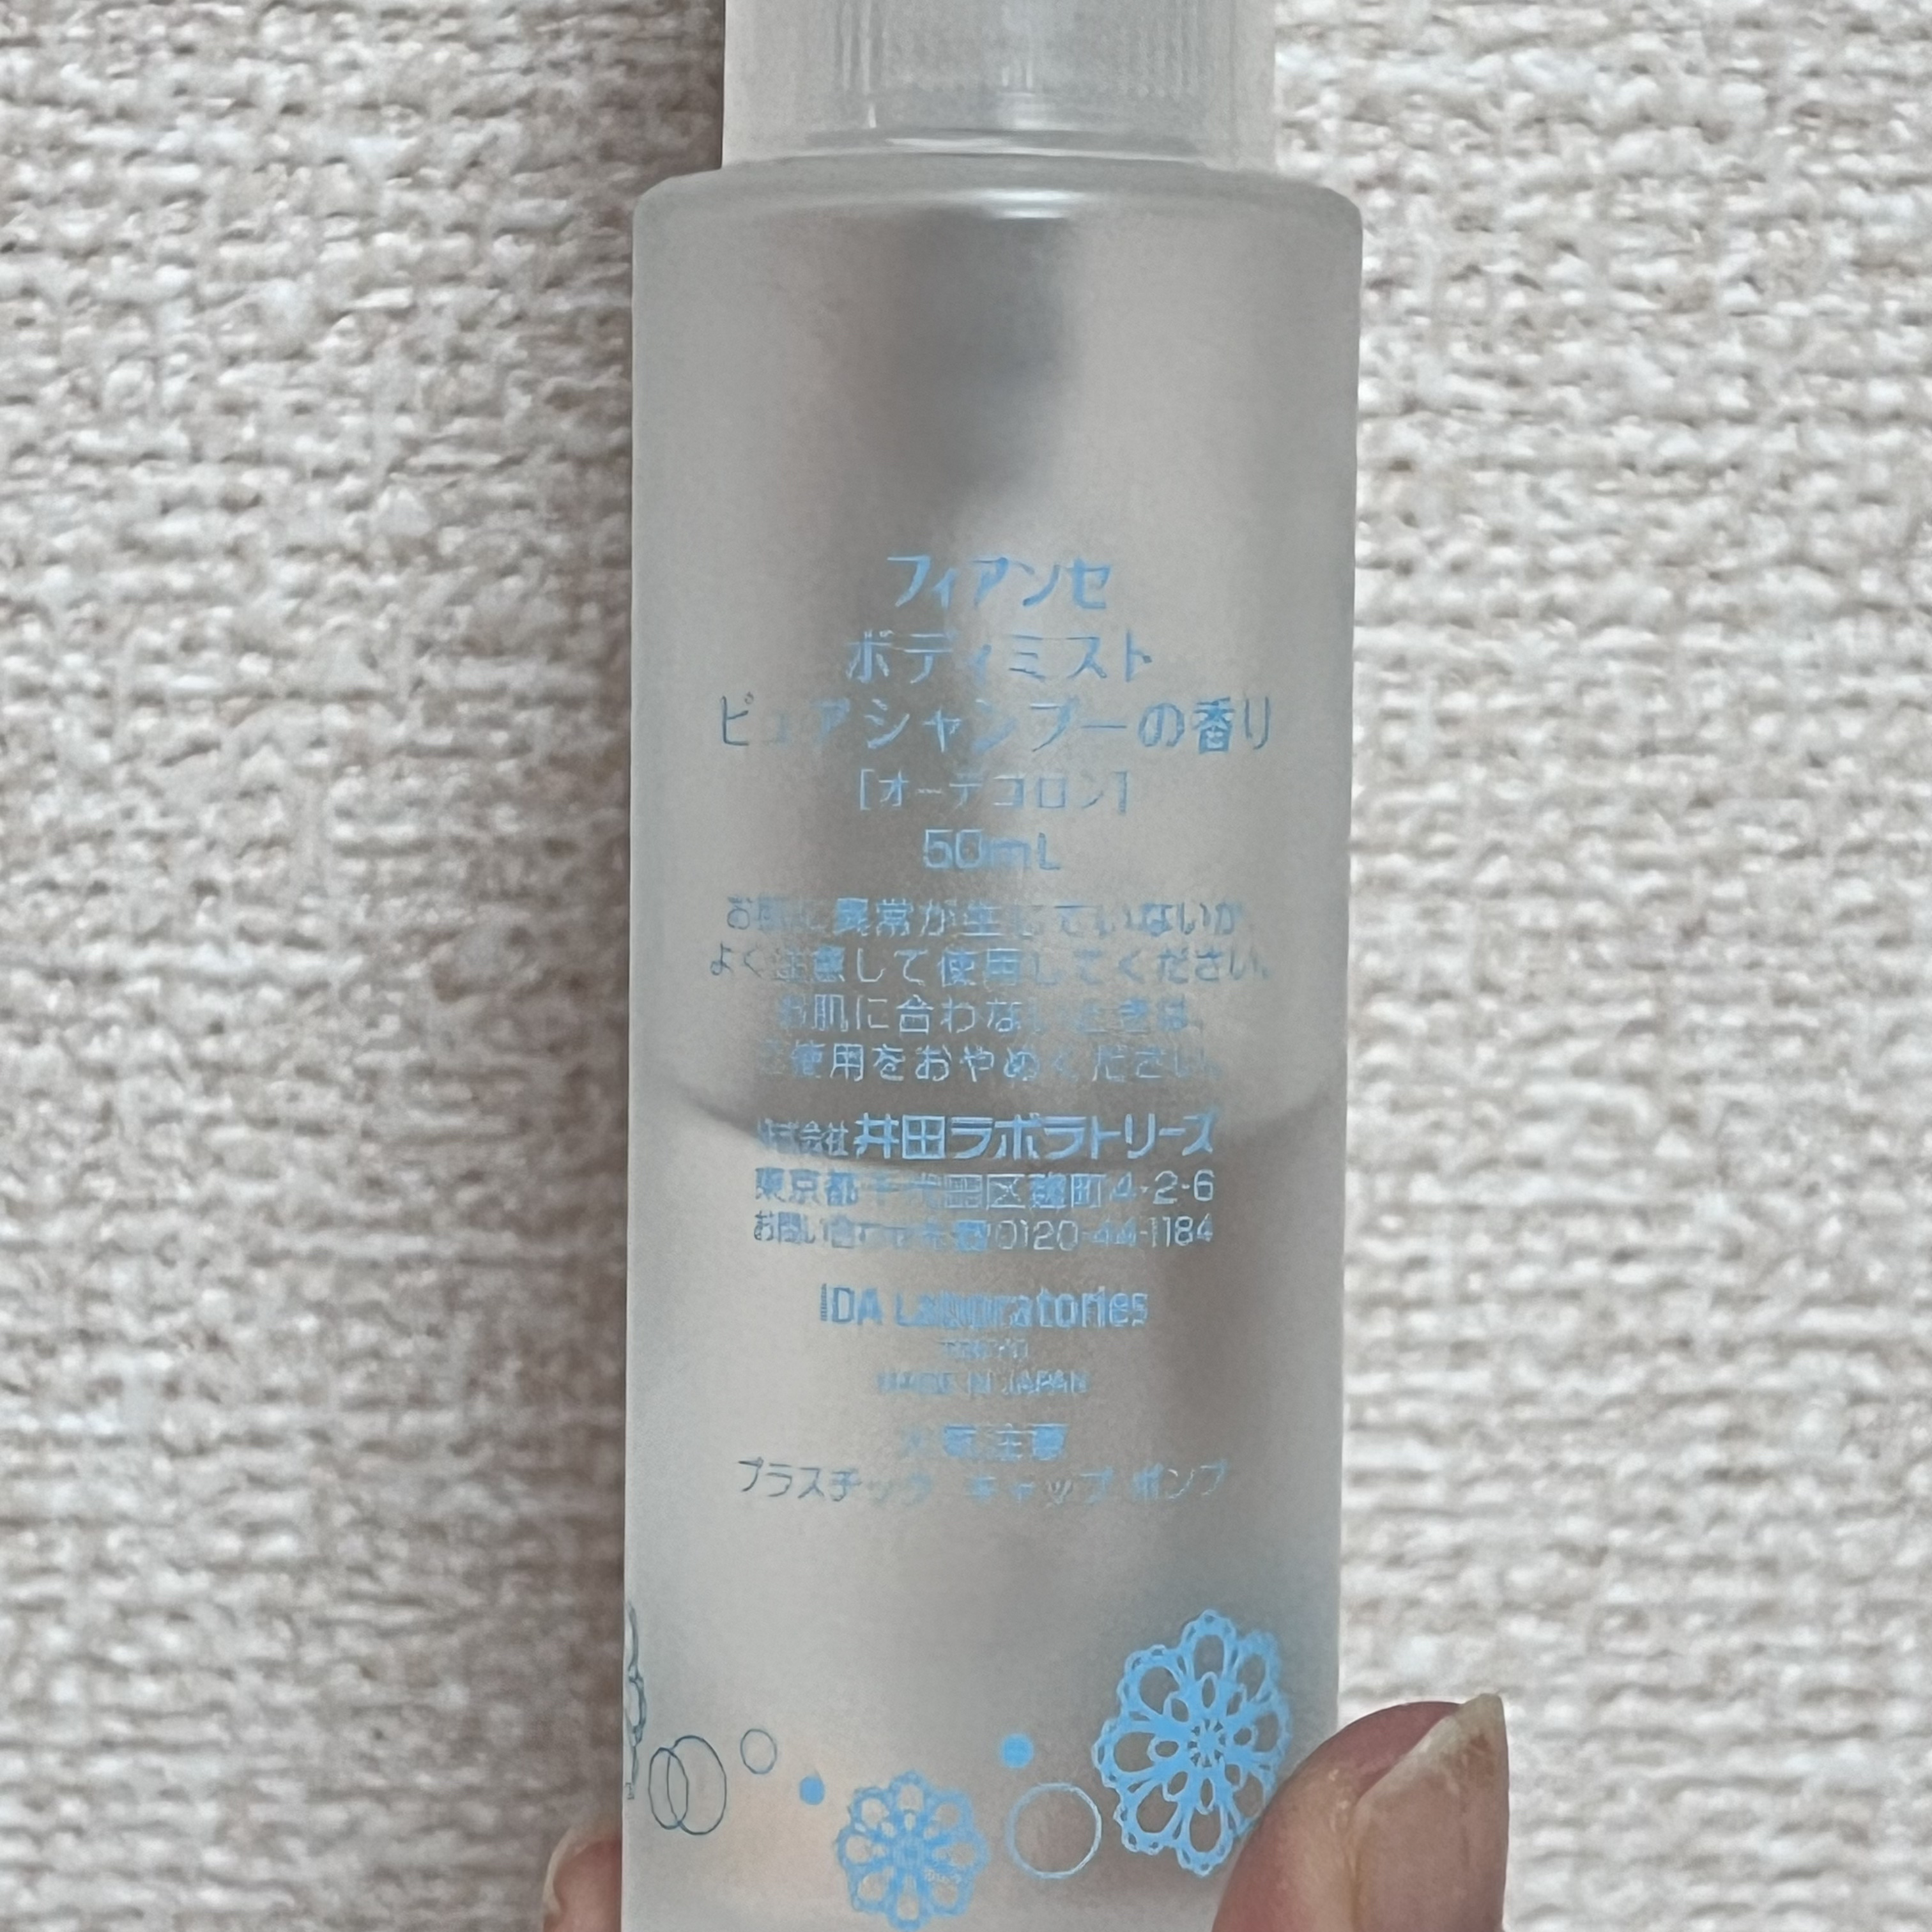 フィアンセ
ボディミスト
ピュアシャンプーの香り
[オーデコロン]
50mL
お肌に異常が生じていないか、
よく注意して使用してください。
お肌に合わないときは、
ご使用をおやめください。
株式会社 井田ラボラトリーズ
東京都千代田区麹町4-2-6
お問い合わせ先 0120-44-1184
IDA Laboratories
TOKYO
MADE IN JAPAN
火気注意
プラスチック キャップ ポンプ